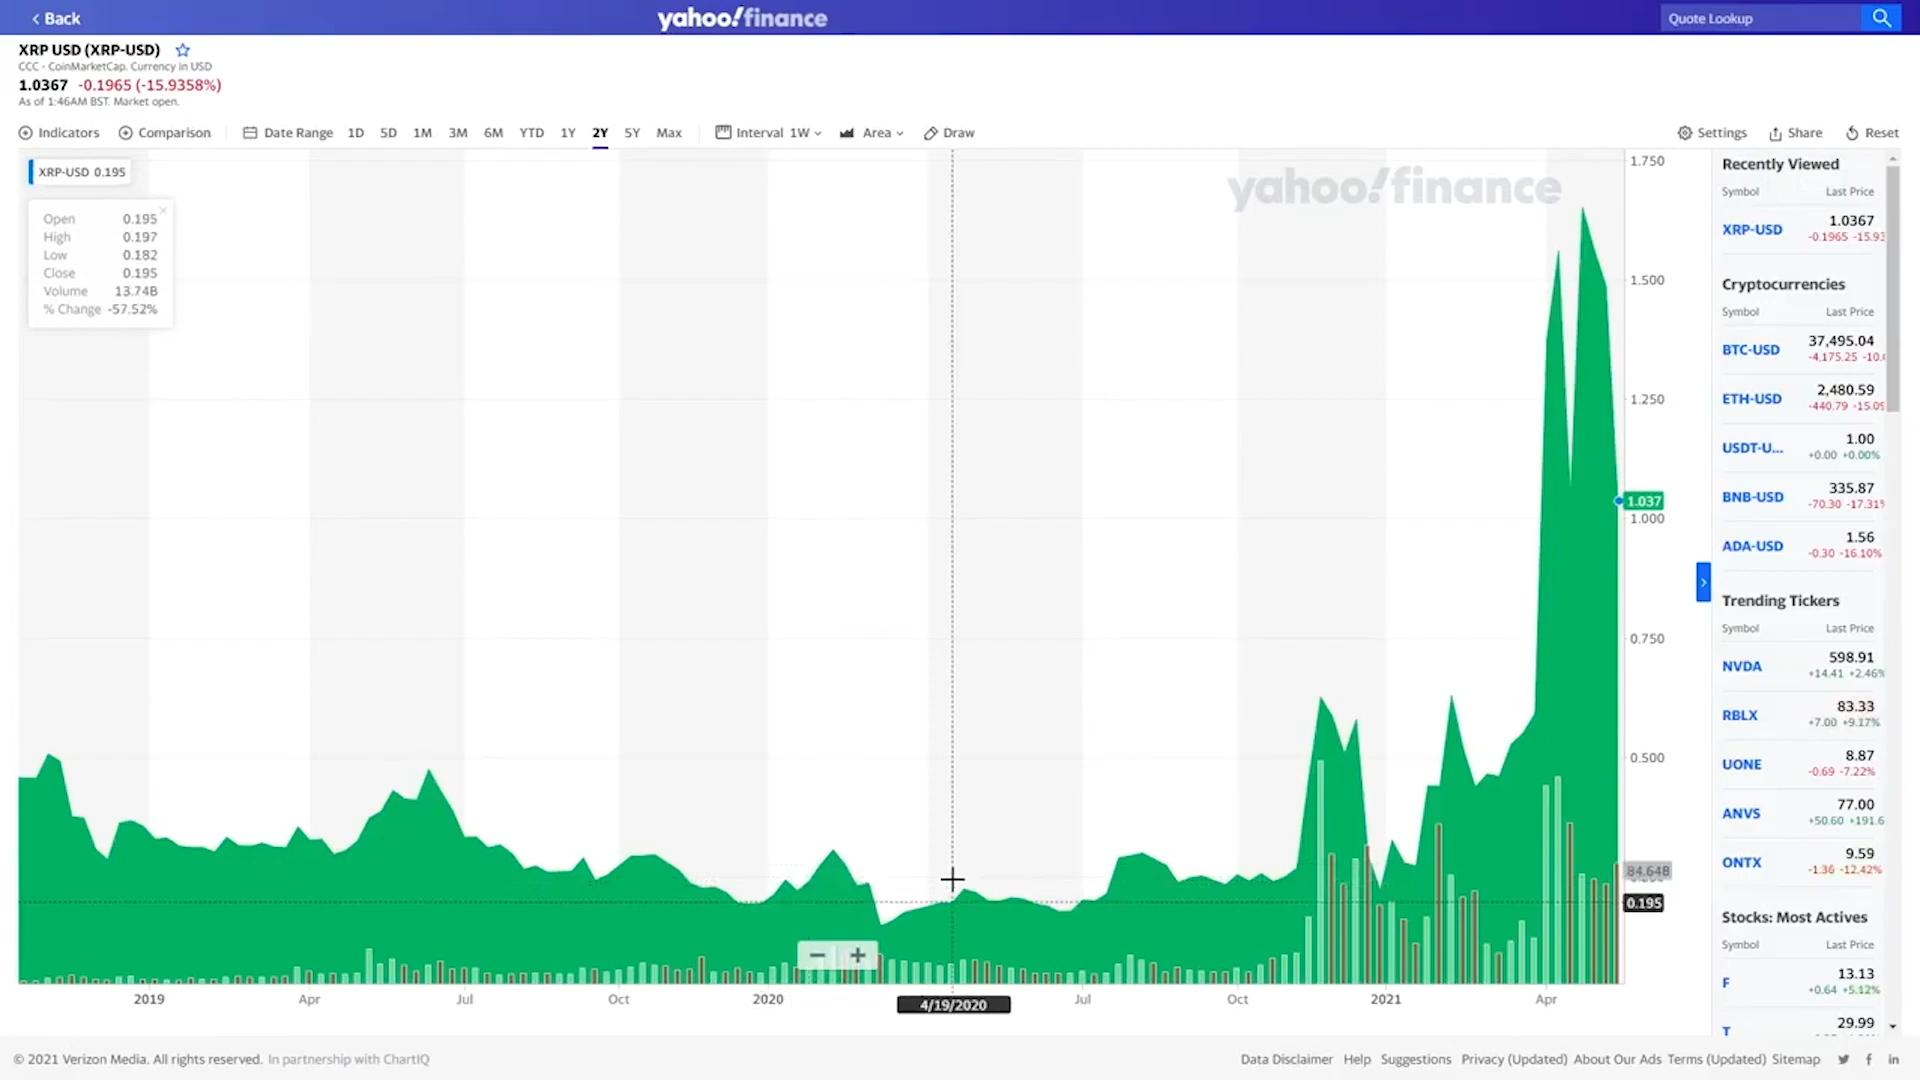 Back
yahoo!finance
Quote Lookup
XRP USD (XRP-USD)
CCC - CoinMarketCap. Currency in USD
1.0367 -0.1965 (-15.9358%)
As of 1:46AM BST. Market open.
Indicators Comparison Date Range 1D 5D 1M 3M 6M YTD 1Y 2Y 5Y Max Interval 1W Area Draw Settings Share Reset
XRP-USD 0.195
Open 0.195
High 0.197
Low 0.182
Close 0.195
Volume 13.74B
% Change -57.52%
yahoo!finance
1.750
1.500
1.250
1.037
1.000
0.750
0.500
84.64B
0.195
2019 Apr Jul Oct 2020 4/19/2020 Jul Oct 2021 Apr
Recently Viewed
Symbol Last Price
XRP-USD 1.0367
-0.1965 -15.93
Cryptocurrencies
Symbol Last Price
BTC-USD 37,495.04
-4,175.25 -10.
ETH-USD 2,480.59
-440.79 -15.09
USDT-U... 1.00
+0.00 +0.00%
BNB-USD 335.87
-70.30 -17.31%
ADA-USD 1.56
-0.30 -16.10%
Trending Tickers
Symbol Last Price
NVDA 598.91
+14.41 +2.46%
RBLX 83.33
+7.00 +9.17%
UONE 8.87
-0.69 -7.22%
ANVS 77.00
+50.60 +191.6
ONTX 9.59
-1.36 -12.42%
Stocks: Most Actives
Symbol Last Price
F 13.13
+0.64 +5.12%
T 29.99
© 2021 Verizon Media. All rights reserved. In partnership with ChartIQ
Data Disclaimer Help Suggestions Privacy (Updated) About Our Ads Terms (Updated) Sitemap